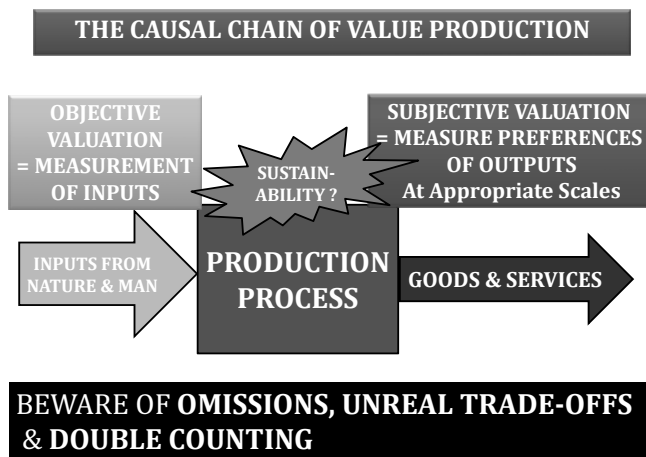 THE CAUSAL CHAIN OF VALUE PRODUCTION
OBJECTIVE
VALUATION
= MEASUREMENT
OF INPUTS
SUSTAIN-
ABILITY ?
SUBJECTIVE VALUATION
= MEASURE PREFERENCES
OF OUTPUTS
At Appropriate Scales
INPUTS FROM
NATURE & MAN
PRODUCTION
PROCESS
GOODS & SERVICES
BEWARE OF OMISSIONS, UNREAL TRADE-OFFS
& DOUBLE COUNTING